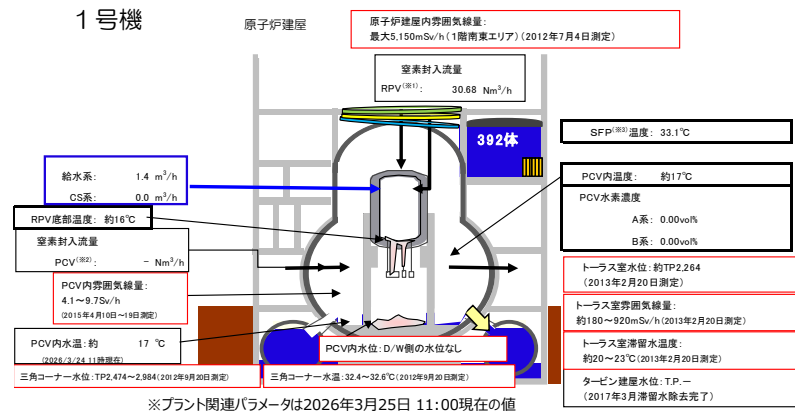 1号機
原子炉建屋
原子炉建屋内雰囲気線量:
最大5,150mSv/h(1階南東エリア)(2012年7月4日測定)
窒素封入流量
RPV(※1): 30.68 Nm³/h
392体
SFP(※3)温度: 33.1℃
給水系: 1.4 m³/h
CS系: 0.0 m³/h
PCV内温度: 約17℃
PCV水素濃度
A系: 0.00vol%
B系: 0.00vol%
RPV底部温度: 約16℃
窒素封入流量
PCV(※2): - Nm³/h
PCV内雰囲気線量:
4.1~9.7Sv/h
(2015年4月10日~19日測定)
トーラス室水位:約TP2,264
(2013年2月20日測定)
トーラス室雰囲気線量:
約180~920mSv/h(2013年2月20日測定)
PCV内水温:約 17 ℃
(2026/3/24 11時現在)
PCV内水位:D/W側の水位なし
トーラス室滞留水温度:
約20~23℃(2013年2月20日測定)
三角コーナー水位:TP2,474~2,984(2012年9月20日測定)
三角コーナー水温:32.4~32.6℃(2012年9月20日測定)
タービン建屋水位:T.P.-
(2017年3月滞留水除去完了)
※プラント関連パラメータは2026年3月25日 11:00現在の値